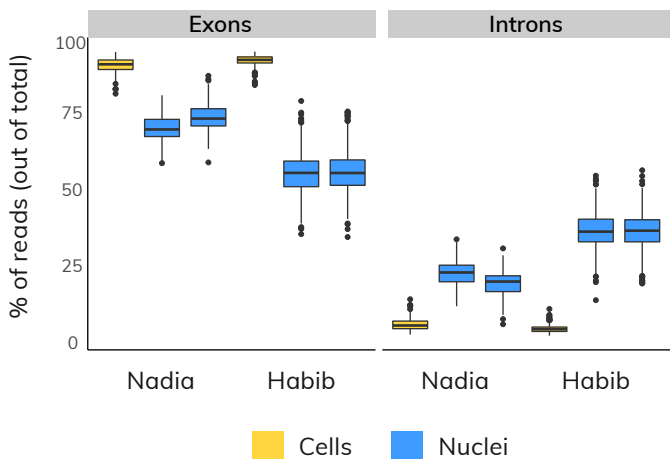 Exons Introns
% of reads (out of total)
100
75
50
25
0
Nadia Habib Nadia Habib
Cells Nuclei